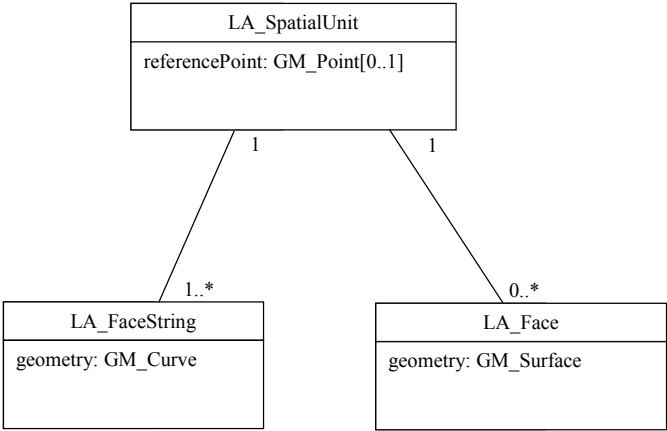 LA_SpatialUnit
referencePoint: GM_Point[0..1]
1
1
1..*
0..*
LA_FaceString
LA_Face
geometry: GM_Curve
geometry: GM_Surface